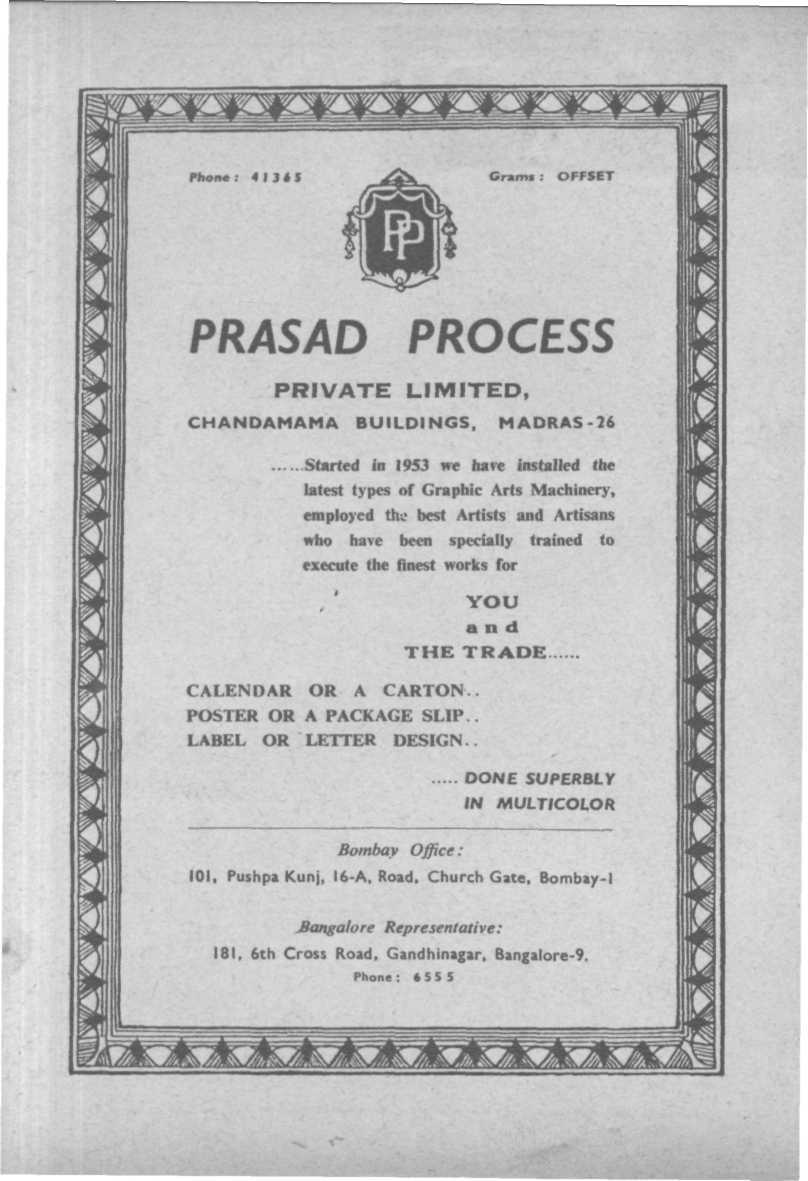 Phone: 41365 Grams: OFFSET
PP
PRASAD PROCESS
PRIVATE LIMITED,
CHANDAMAMA BUILDINGS, MADRAS-26
......Started in 1953 we have installed the
latest types of Graphic Arts Machinery,
employed the best Artists and Artisans
who have been specially trained to
execute the finest works for
YOU
and
THE TRADE......
CALENDAR OR A CARTON..
POSTER OR A PACKAGE SLIP..
LABEL OR LETTER DESIGN..
..... DONE SUPERBLY
IN MULTICOLOR
Bombay Office:
101, Pushpa Kunj, 16-A, Road, Church Gate, Bombay-1
Bangalore Representative:
181, 6th Cross Road, Gandhinagar, Bangalore-9.
Phone: 6555